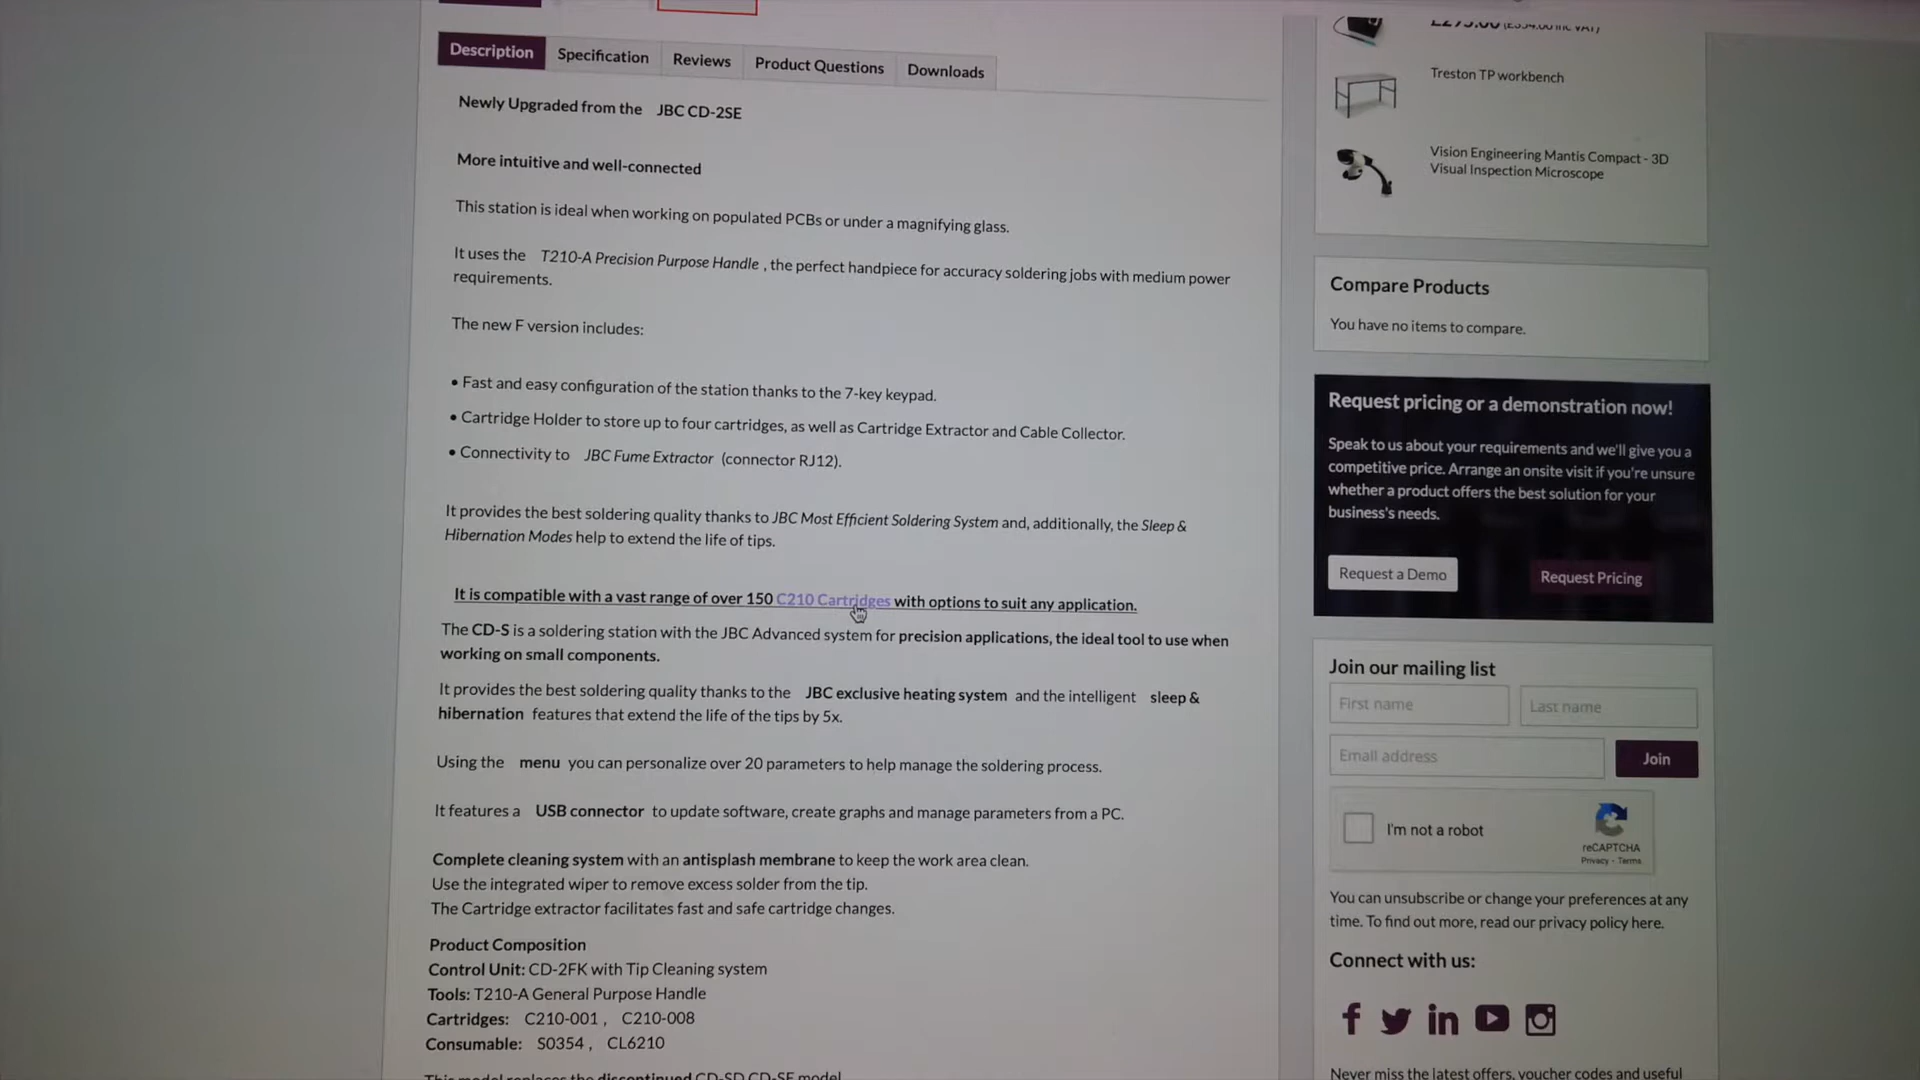 Description
Specification
Reviews
Product Questions
Downloads
Newly Upgraded from the JBC CD-2SE
More intuitive and well-connected
This station is ideal when working on populated PCBs or under a magnifying glass.
It uses the T210-A Precision Purpose Handle , the perfect handpiece for accuracy soldering jobs with medium power
requirements.
The new F version includes:
• Fast and easy configuration of the station thanks to the 7-key keypad.
• Cartridge Holder to store up to four cartridges, as well as Cartridge Extractor and Cable Collector.
• Connectivity to JBC Fume Extractor (connector RJ12).
It provides the best soldering quality thanks to JBC Most Efficient Soldering System and, additionally, the Sleep &
Hibernation Modes help to extend the life of tips.
It is compatible with a vast range of over 150 C210 Cartridges with options to suit any application.
The CD-S is a soldering station with the JBC Advanced system for precision applications, the ideal tool to use when
working on small components.
It provides the best soldering quality thanks to the JBC exclusive heating system and the intelligent sleep &
hibernation features that extend the life of the tips by 5x.
Using the menu you can personalize over 20 parameters to help manage the soldering process.
It features a USB connector to update software, create graphs and manage parameters from a PC.
Complete cleaning system with an antisplash membrane to keep the work area clean.
Use the integrated wiper to remove excess solder from the tip.
The Cartridge extractor facilitates fast and safe cartridge changes.
Product Composition
Control Unit: CD-2FK with Tip Cleaning system
Tools: T210-A General Purpose Handle
Cartridges: C210-001 , C210-008
Consumable: S0354 , CL6210
This model replaces the discontinued CD-SD CD-SE model
Treston TP workbench
Vision Engineering Mantis Compact - 3D
Visual Inspection Microscope
Compare Products
You have no items to compare.
Request pricing or a demonstration now!
Speak to us about your requirements and we'll give you a
competitive price. Arrange an onsite visit if you're unsure
whether a product offers the best solution for your
business's needs.
Request a Demo
Request Pricing
Join our mailing list
First name
Last name
Email address
Join
I'm not a robot
reCAPTCHA
Privacy - Terms
You can unsubscribe or change your preferences at any
time. To find out more, read our privacy policy here.
Connect with us:
Never miss the latest offers, voucher codes and useful